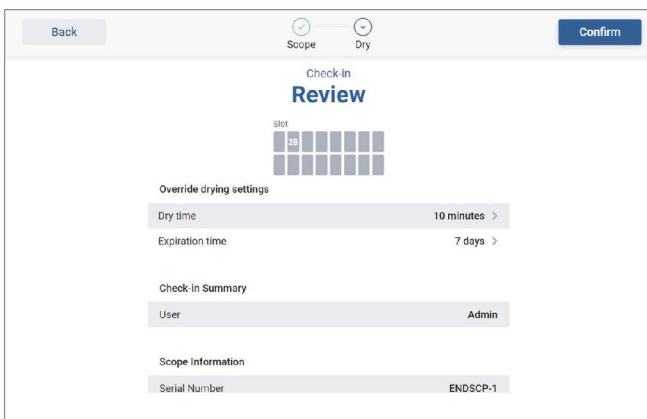 Back
Scope
Dry
Confirm
Check-in
Review
Slot
2B
Override drying settings
Dry time 10 minutes
Expiration time 7 days
Check-in Summary
User Admin
Scope Information
Serial Number ENDSCP-1